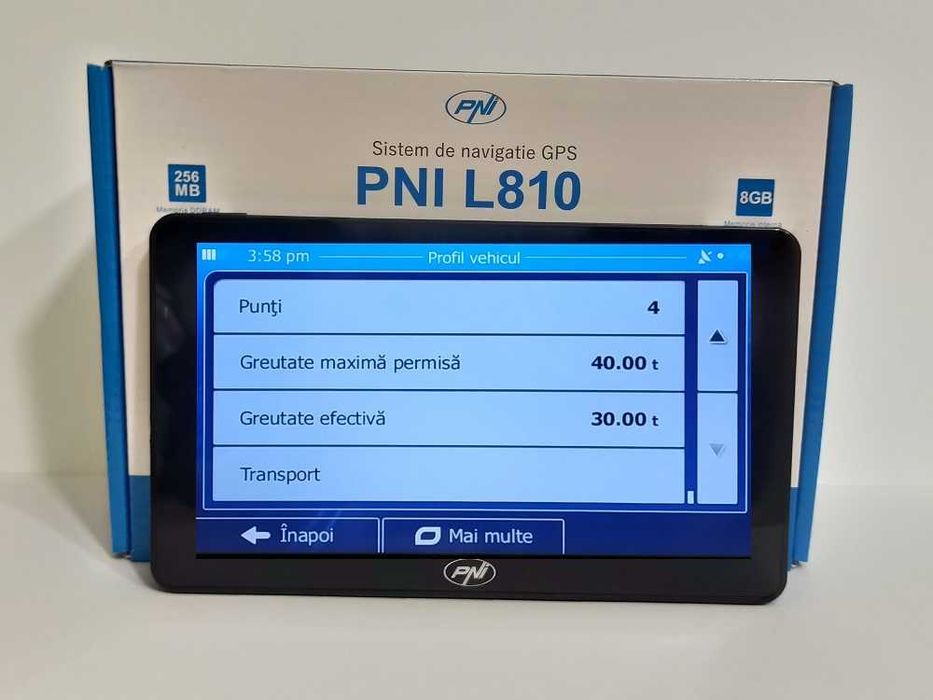 PNI
Sistem de navigatie GPS
PNI L810
256
MB
8GB
3:58 pm
Profil vehicul
Punţi
4
Greutate maximă permisă
40.00 t
Greutate efectivă
30.00 t
Transport
Înapoi
Mai multe
PNI